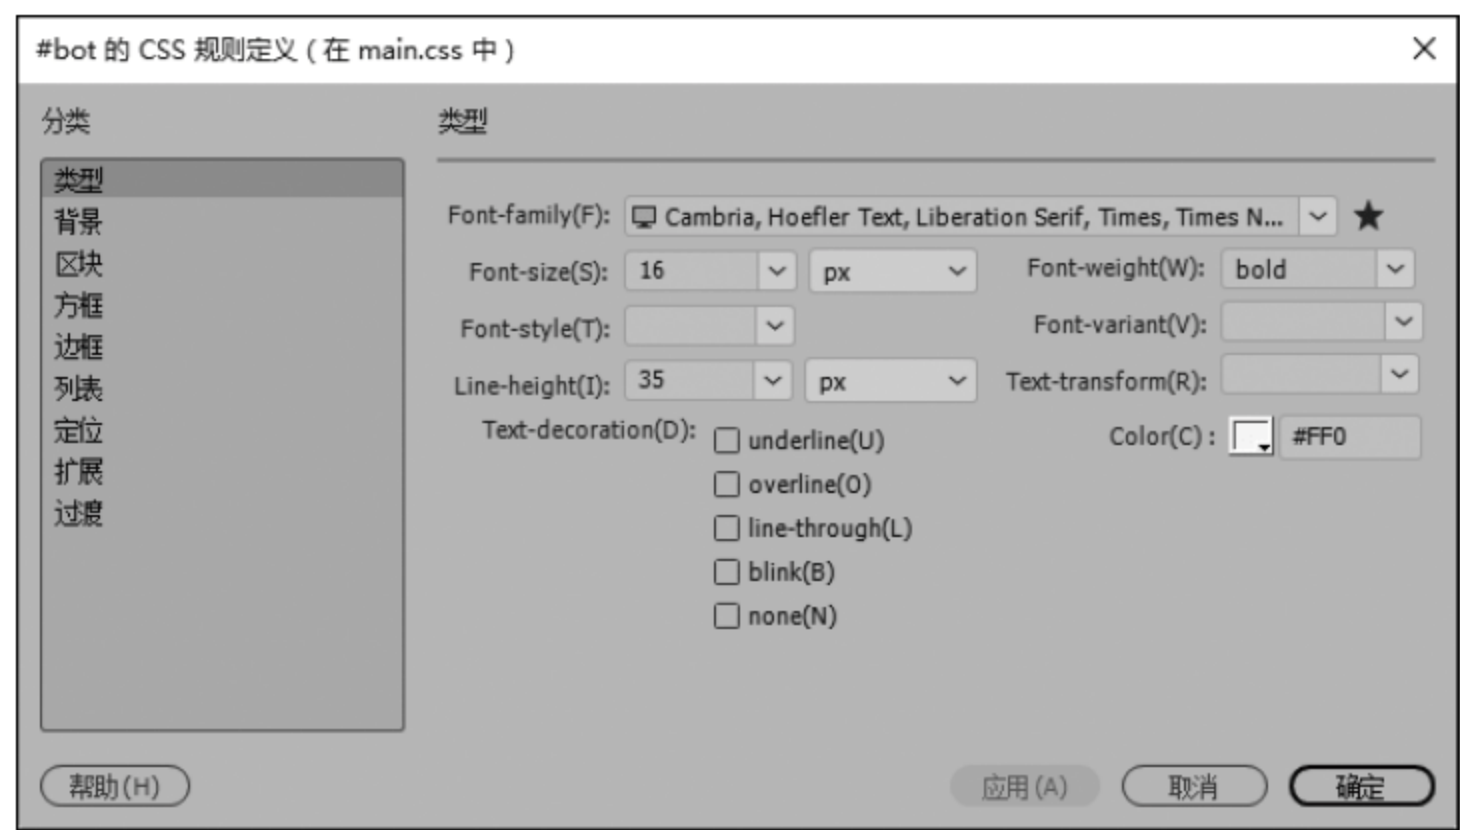 #bot 的 CSS 规则定义 ( 在 main.css 中 )
分类
类型
背景
区块
方框
边框
列表
定位
扩展
过渡
类型
Font-family(F): Cambria, Hoefler Text, Liberation Serif, Times, Times N...
Font-size(S): 16 px Font-weight(W): bold
Font-style(T): Font-variant(V):
Line-height(I): 35 px Text-transform(R):
Text-decoration(D): underline(U) Color(C) : #FF0
overline(O)
line-through(L)
blink(B)
none(N)
帮助(H) 应用(A) 取消 确定